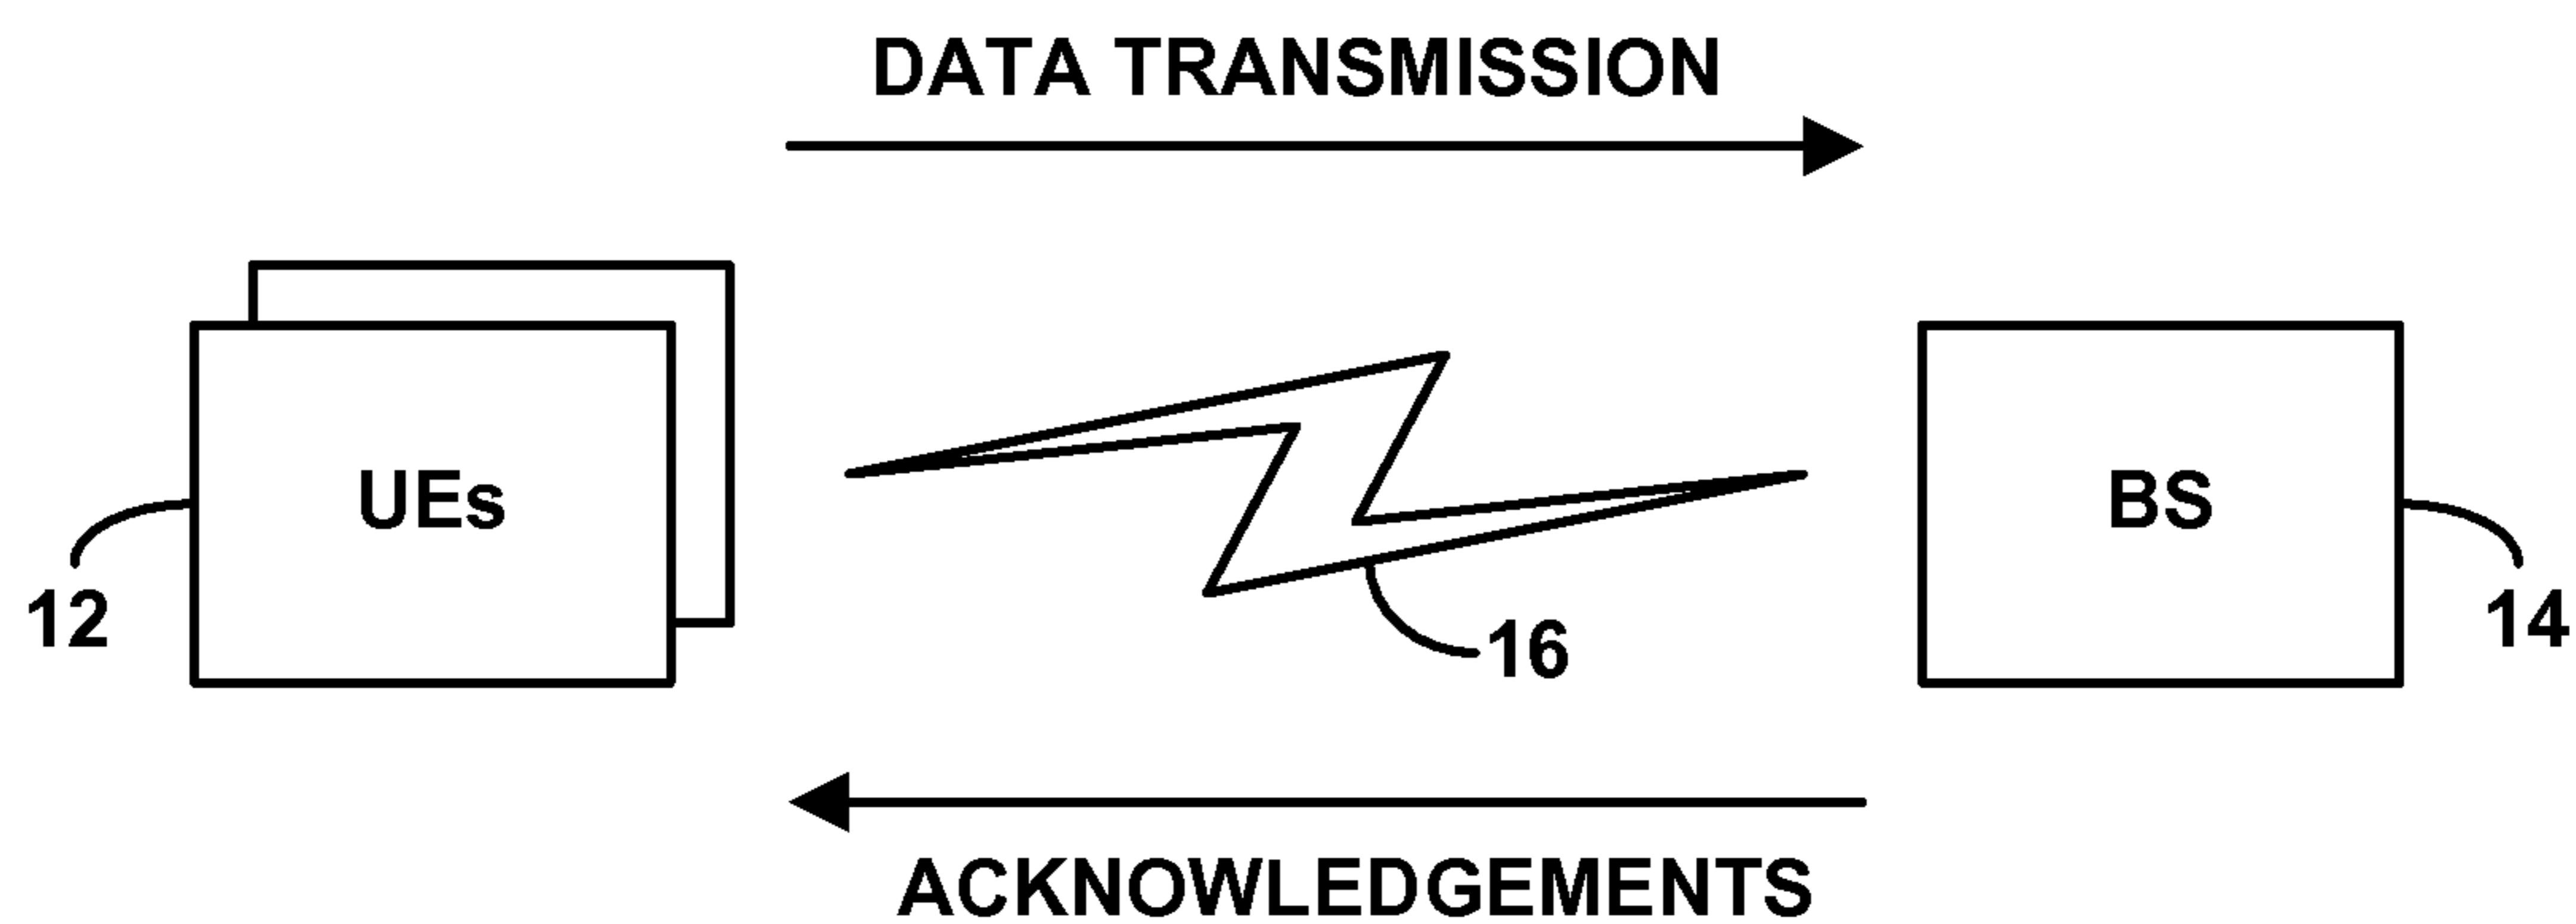 DATA TRANSMISSION
UEs
BS
12
16
14
ACKNOWLEDGEMENTS